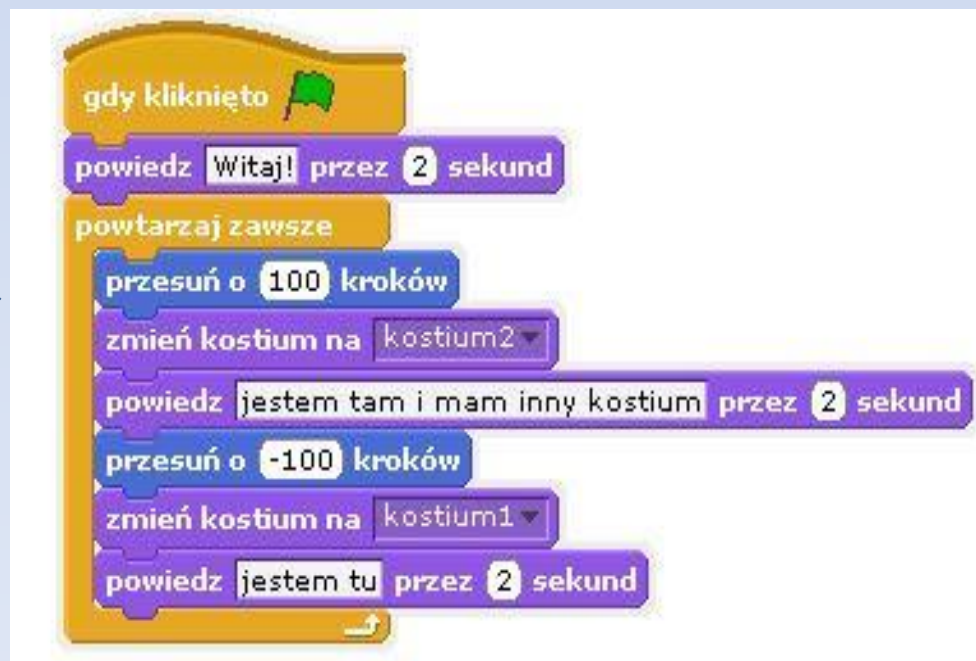 gdy kliknięto
powiedz Witaj! przez 2 sekund
powtarzaj zawsze
przesuń o 100 kroków
zmień kostium na kostium2
powiedz jestem tam i mam inny kostium przez 2 sekund
przesuń o -100 kroków
zmień kostium na kostium1
powiedz jestem tu przez 2 sekund